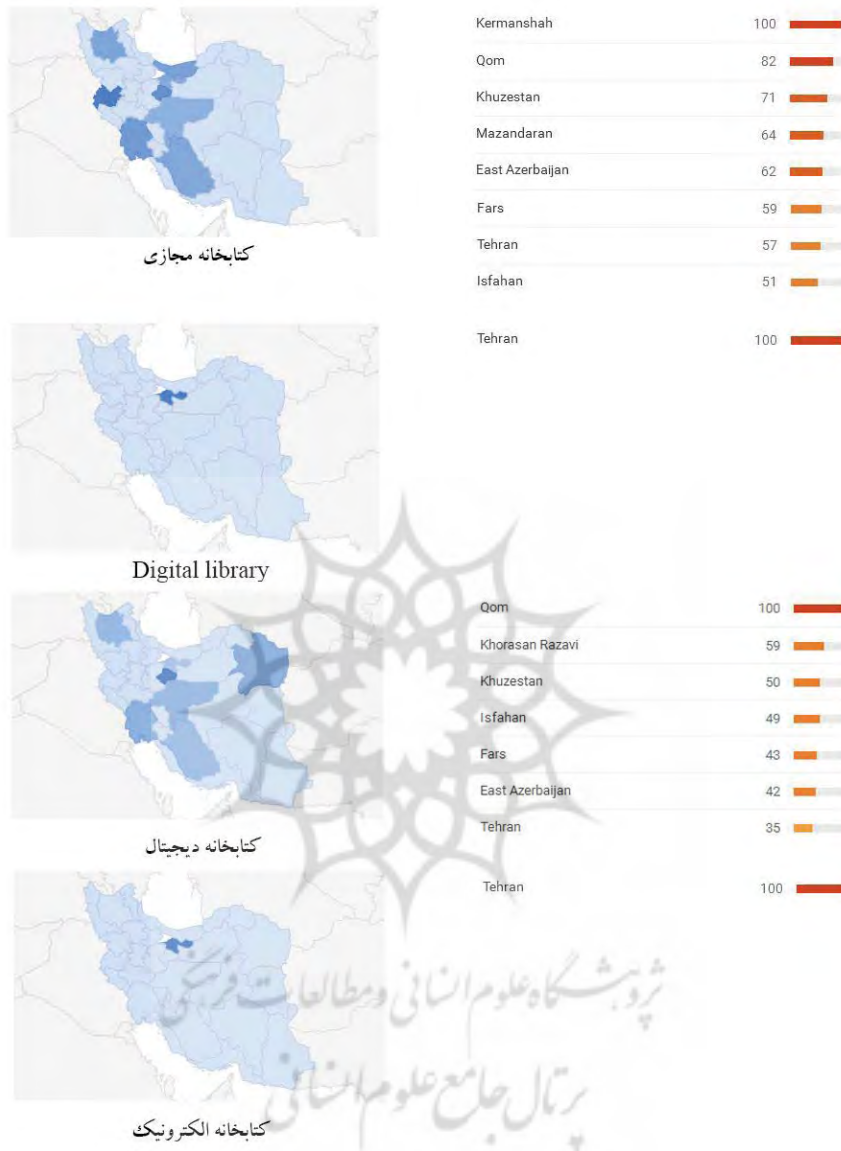 Kermanshah 100
Qom 82
Khuzestan 71
Mazandaran 64
East Azerbaijan 62
Fars 59
Tehran 57
Isfahan 51
کتابخانه مجازی
Tehran 100
Digital library
Qom 100
Khorasan Razavi 59
Khuzestan 50
Isfahan 49
Fars 43
East Azerbaijan 42
Tehran 35
کتابخانه دیجیتال
Tehran 100
پژوهشگاه علوم انسانی و مطالعات فرهنگی
پرتال جامع علوم انسانی
کتابخانه الکترونیک